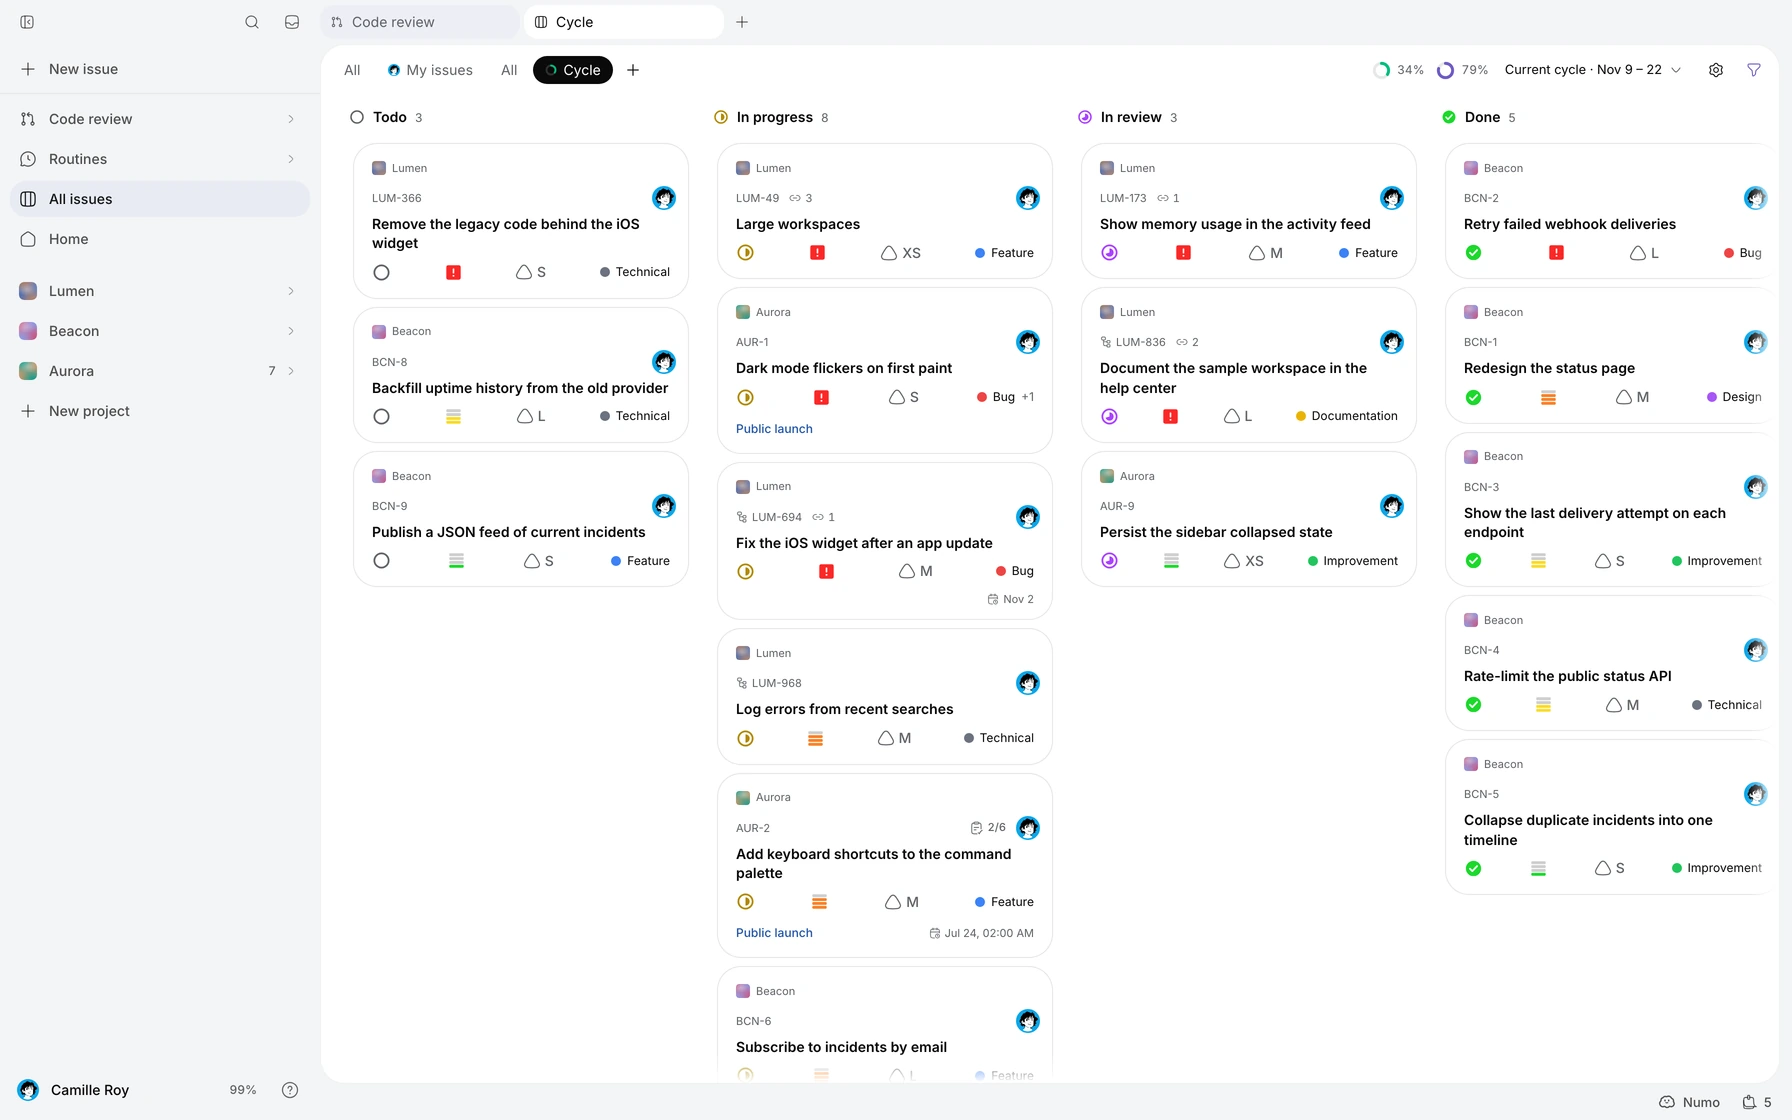 Code review
Cycle
New issue
Code review
Routines
All issues
Home
Lumen
Beacon
Aurora 7
New project
Camille Roy 99%
All
My issues
All
Cycle
34%
79%
Current cycle · Nov 9 – 22
Todo 3
Lumen
LUM-366
Remove the legacy code behind the iOS
widget
S
Technical
Beacon
BCN-8
Backfill uptime history from the old provider
L
Technical
Beacon
BCN-9
Publish a JSON feed of current incidents
S
Feature
In progress 8
Lumen
LUM-49 3
Large workspaces
XS
Feature
Aurora
AUR-1
Dark mode flickers on first paint
S
Bug +1
Public launch
Lumen
LUM-694 1
Fix the iOS widget after an app update
M
Bug
Nov 2
Lumen
LUM-968
Log errors from recent searches
M
Technical
Aurora
AUR-2 2/6
Add keyboard shortcuts to the command
palette
M
Feature
Public launch
Jul 24, 02:00 AM
Beacon
BCN-6
Subscribe to incidents by email
L
Feature
In review 3
Lumen
LUM-173 1
Show memory usage in the activity feed
M
Feature
Lumen
LUM-836 2
Document the sample workspace in the
help center
L
Documentation
Aurora
AUR-9
Persist the sidebar collapsed state
XS
Improvement
Done 5
Beacon
BCN-2
Retry failed webhook deliveries
L
Bug
Beacon
BCN-1
Redesign the status page
M
Design
Beacon
BCN-3
Show the last delivery attempt on each
endpoint
S
Improvement
Beacon
BCN-4
Rate-limit the public status API
M
Technical
Beacon
BCN-5
Collapse duplicate incidents into one
timeline
S
Improvement
Numo
5